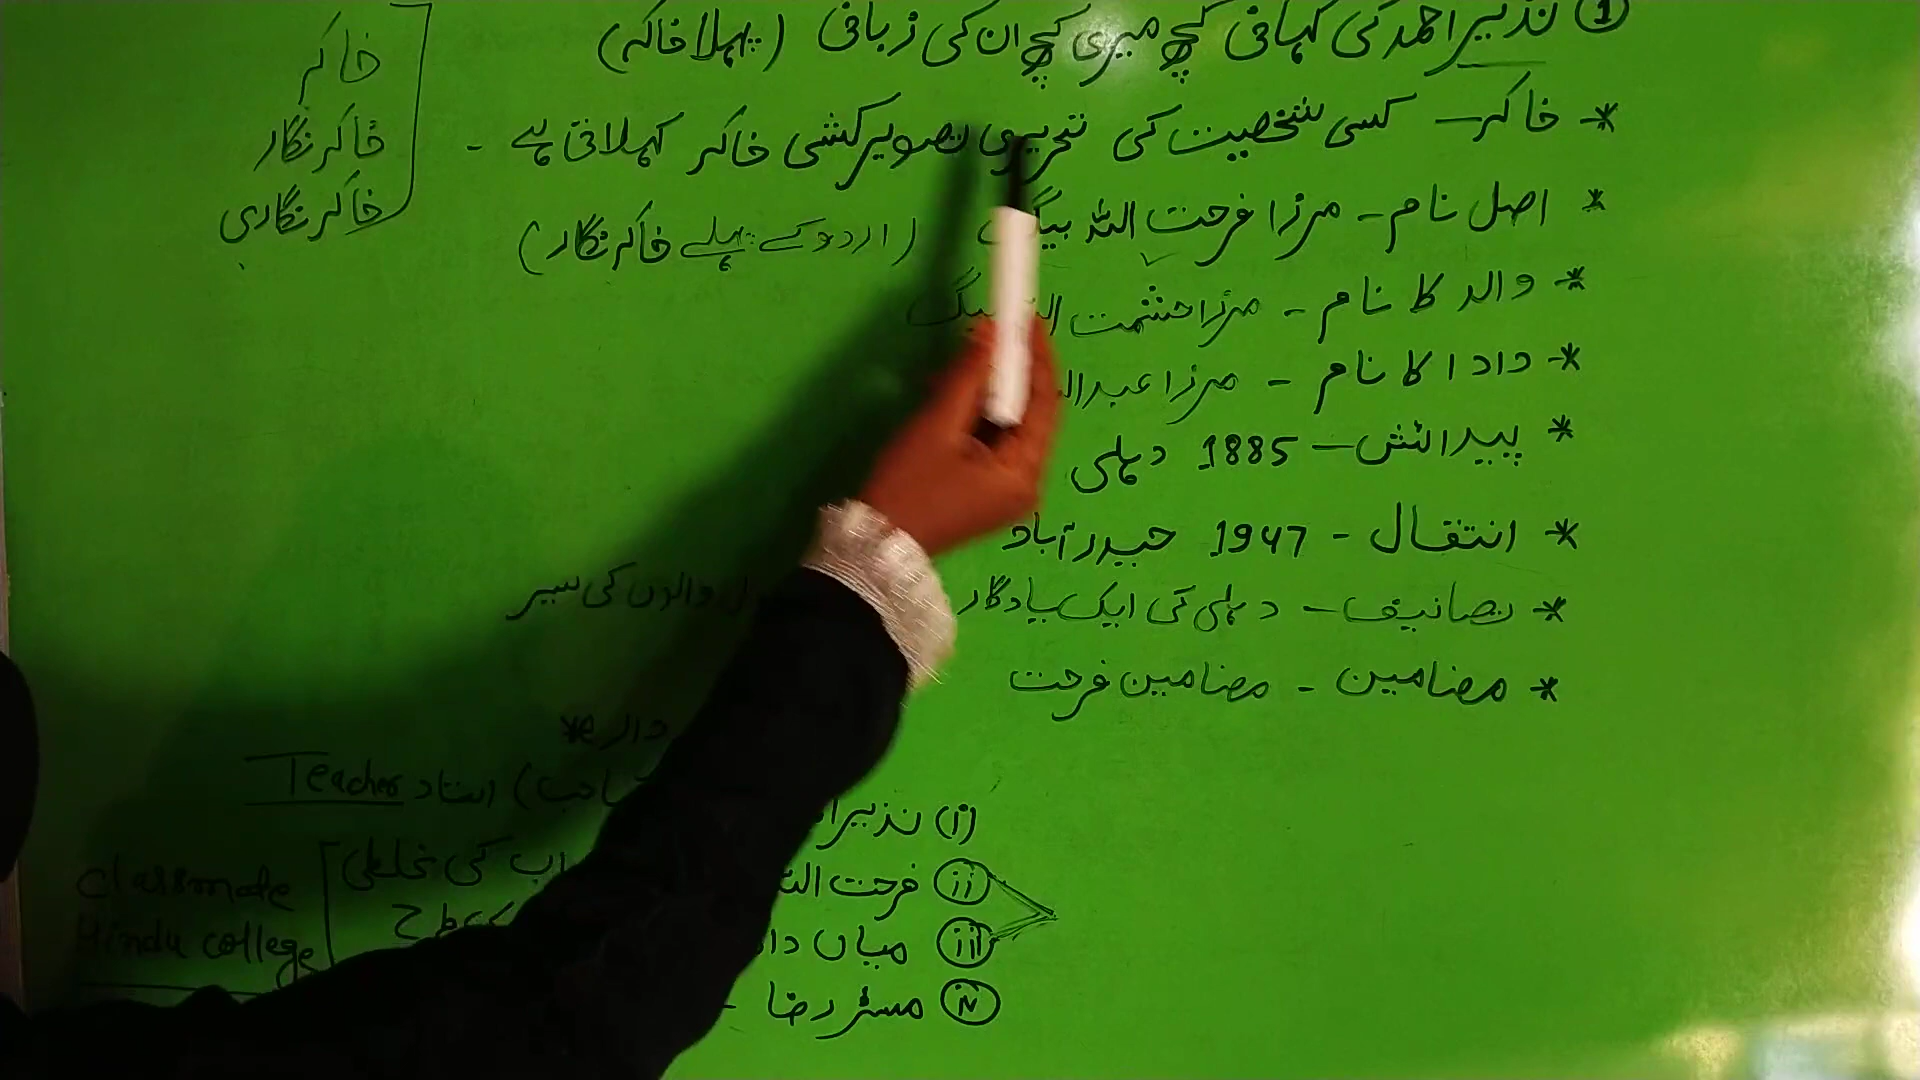 ① نذیر احمد کی کہانی کچھ میری کچھ ان کی زبانی (پہلا خاکہ)
* خاکہ – کسی شخصیت کی تحریری تصویر کشی خاکہ کہلاتی ہے -
خاکہ
خاکہ نگار
خاکہ نگاری
* اصل نام – مرزا فرحت اللہ بیگ (اردو کے پہلے خاکہ نگار)
* والد کا نام – مرزا حشمت بیگ
* دادا کا نام – مرزا
* پیدائش – 1885 دہلی
* انتقال – 1947 حیدرآباد
* تصانیف – دہلی کی ایک یادگار والوں کی سیر
* مضامین – مضامین فرحت
(i) استاد Teacher
(ii) فرحت کی غلطی
(iii) میاں
(iv) مسٹر رضا –
Classmate
Hindu college